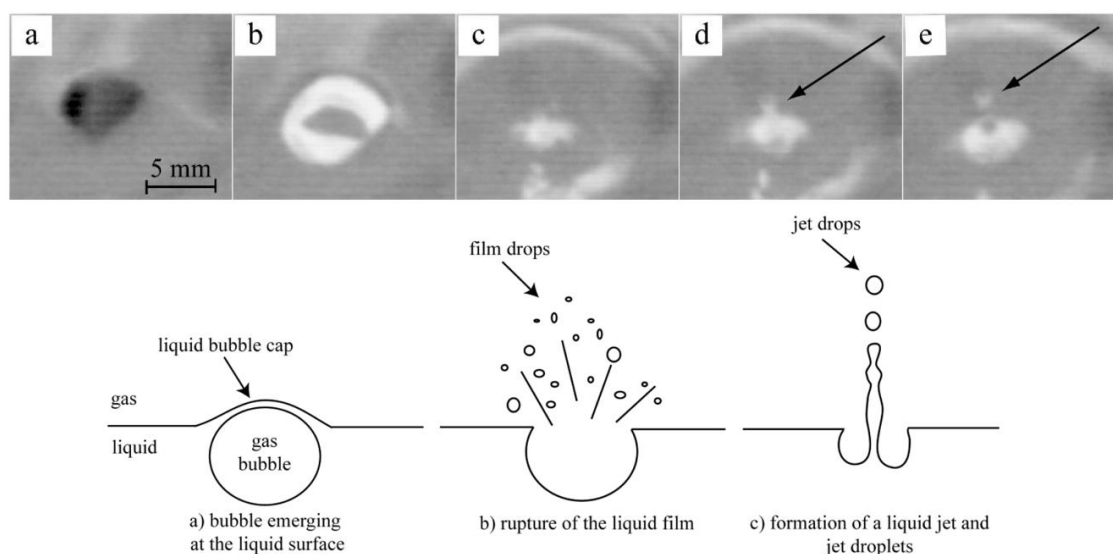 a
b
c
d
e
5 mm
film drops
jet drops
liquid bubble cap
gas
liquid
gas
bubble
a) bubble emerging
at the liquid surface
b) rupture of the liquid film
c) formation of a liquid jet and
jet droplets